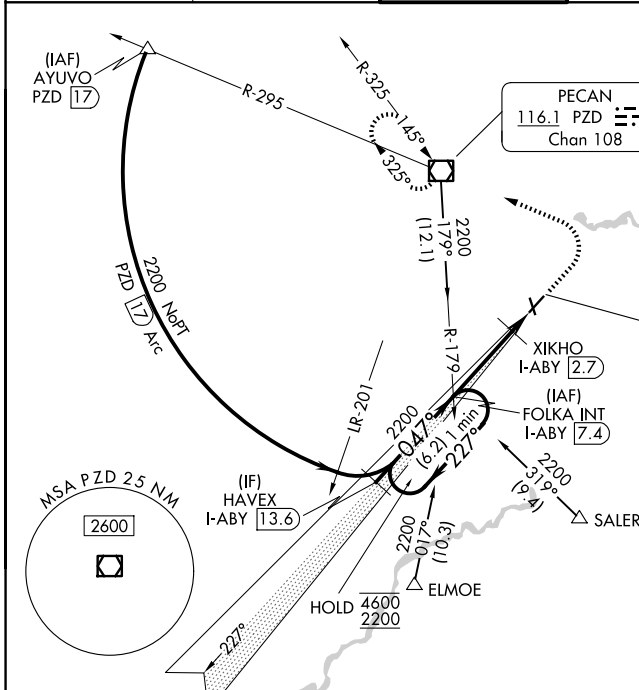 (IAF)
AYUVO
PZD 17
R-295
R-325
145°
325°
PECAN
116.1 PZD
Chan 108
2200
179°
(12.1)
R-179
2200 NoPT
PZD 17 Arc
LR-201
XIKHO
I-ABY 2.7
(IAF)
FOLKA INT
I-ABY 7.4
2200
047°
(6.2) 1 min
227°
(IF)
HAVEX
I-ABY 13.6
2200
319°
(9.4)
SALER
2200
017°
(10.3)
ELMOE
HOLD 4600
2200
MSA PZD 25 NM
2600
227°